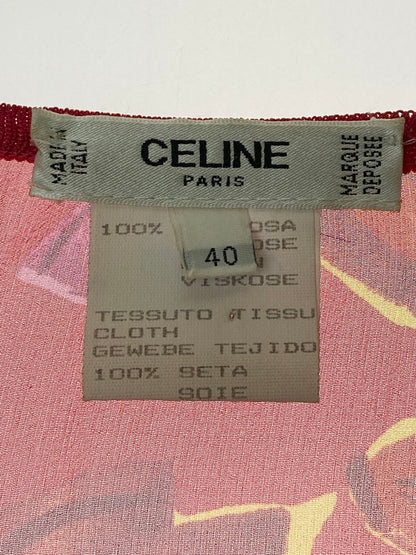 MADE IN
ITALY
CELINE
PARIS
MARQUE
DEPOSEE
100%
40
VISKOSE
TESSUTO TISSU
CLOTH
GEWEBE TEJIDO
100% SETA
SOIE